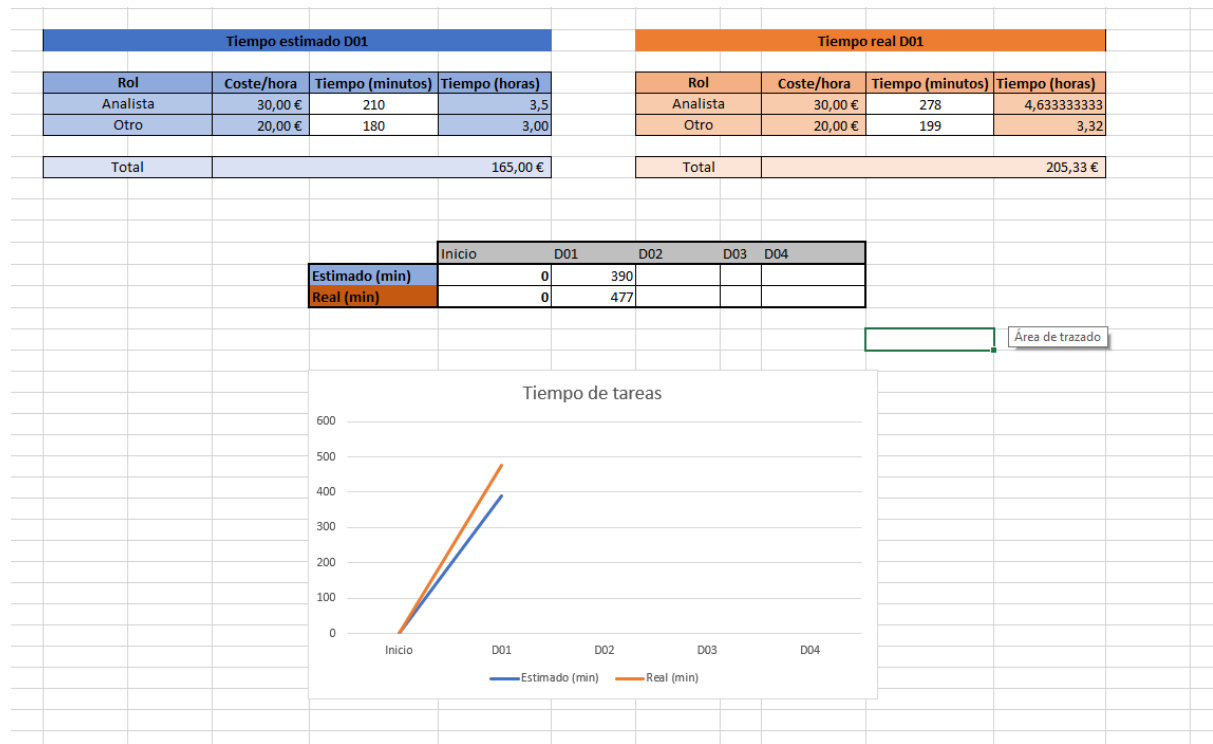 Tiempo estimado D01 Tiempo real D01
Rol Coste/hora Tiempo (minutos) Tiempo (horas) Rol Coste/hora Tiempo (minutos) Tiempo (horas)
Analista 30,00 € 210 3,5 Analista 30,00 € 278 4,633333333
Otro 20,00 € 180 3,00 Otro 20,00 € 199 3,32
Total 165,00 € Total 205,33 €
Inicio D01 D02 D03 D04
Estimado (min) 0 390
Real (min) 0 477
Área de trazado
Tiempo de tareas
600
500
400
300
200
100
0
Inicio D01 D02 D03 D04
Estimado (min) Real (min)